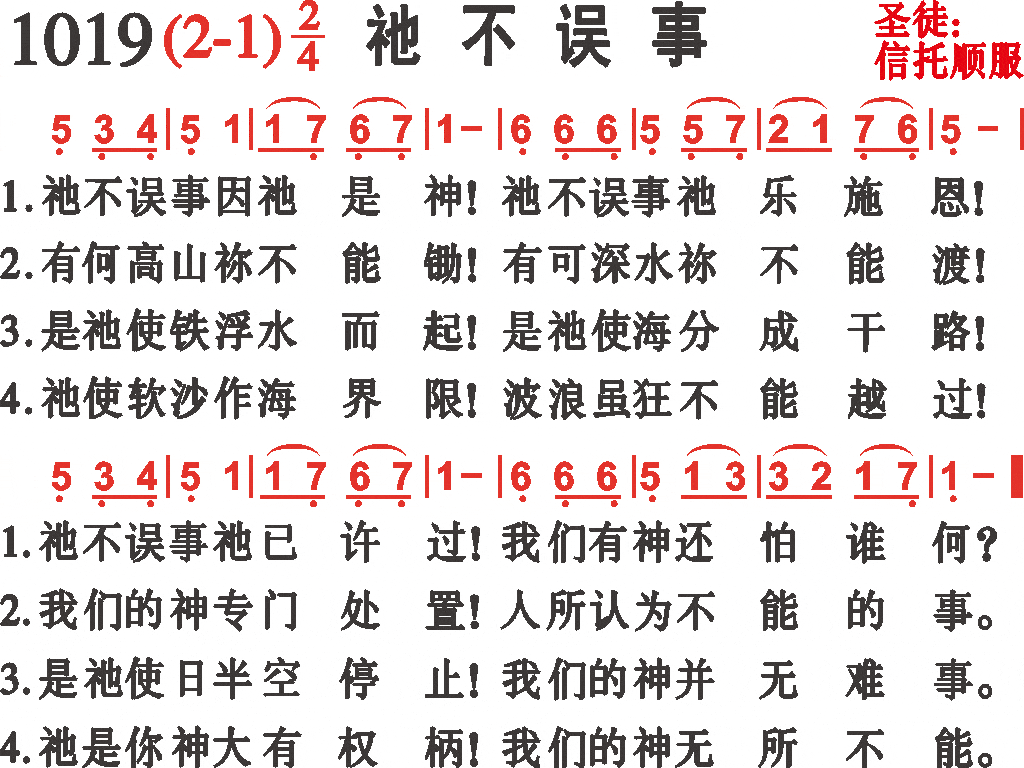 1019 (2-1) 2/4 祂不误事 圣徒:
信托顺服
5 3 4|5 1|1 7 6 7|1-|6 6 6|5 5 7|2 1 7 6|5 -|
1.祂不误事因祂是神!祂不误事祂乐施恩!
2.有何高山祢不能锄!有可深水祢不能渡!
3.是祂使铁浮水而起!是祂使海分成干路!
4.祂使软沙作海界限!波浪虽狂不能越过!
5 3 4|5 1|1 7 6 7|1-|6 6 6|5 1 3|3 2 1 7|1 -
1.祂不误事祂已许过!我们有神还怕谁何?
2.我们的神专门处置!人所认为不能的事。
3.是祂使日半空停止!我们的神并无难事。
4.祂是你神大有权柄!我们的神无所不能。